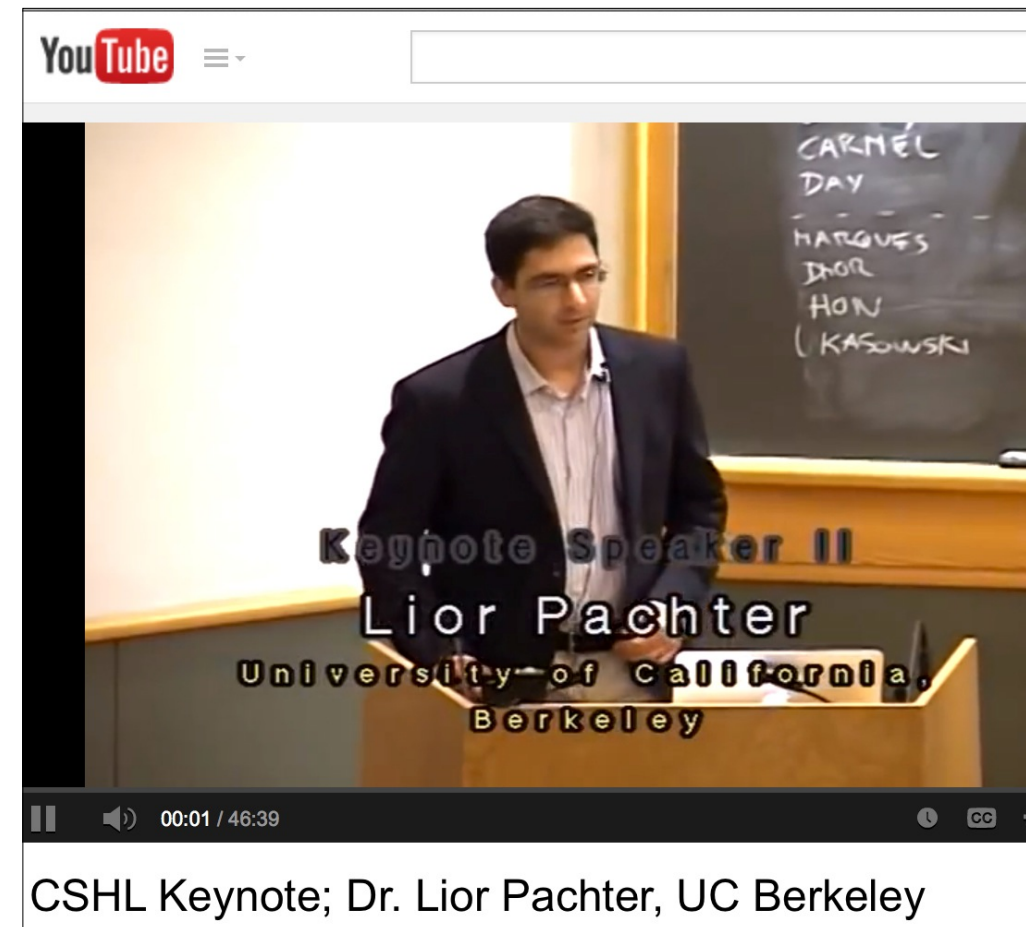 YouTube
CARMEL
DAY
- - - - -
MARQUES
DHOR
HON
KASOWSKI
Keynote Speaker II
Lior Pachter
University of California,
Berkeley
00:01 / 46:39
CC
CSHL Keynote; Dr. Lior Pachter, UC Berkeley